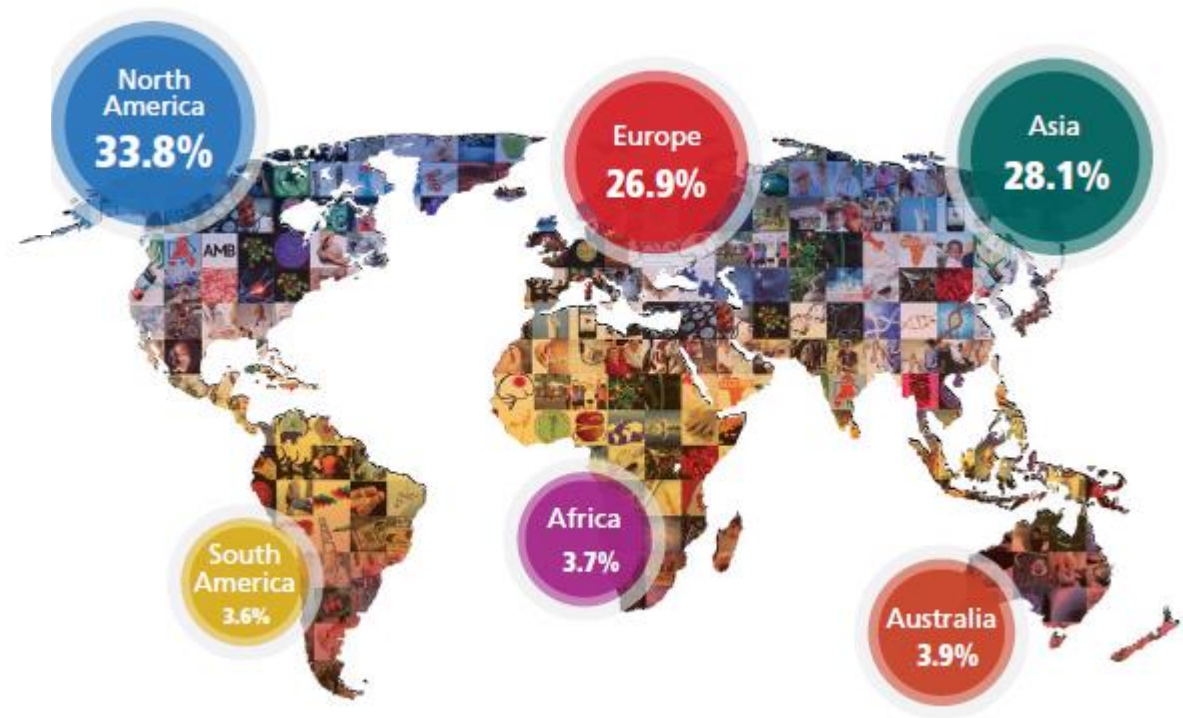 North
America
33.8%
Europe
26.9%
Asia
28.1%
AMB
South
America
3.6%
Africa
3.7%
Australia
3.9%